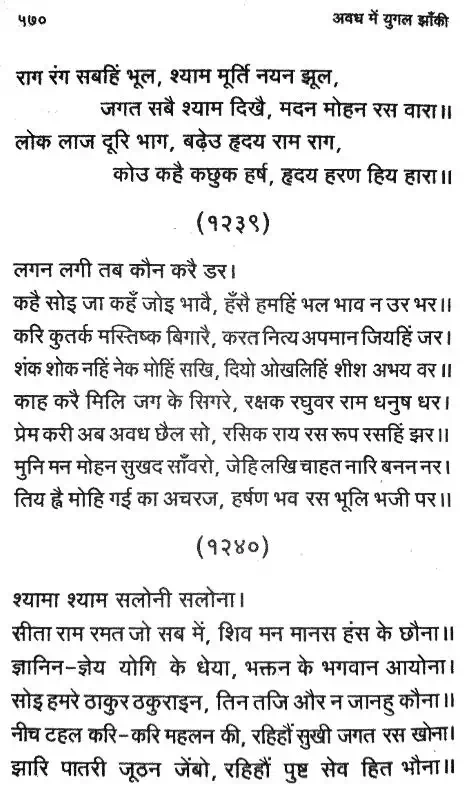 ५७०
अवध में युगल झाँकी
राग रंग सबहिं भूल, श्याम मूर्ति नयन झूल,
जगत सबै श्याम दिखै, मदन मोहन रस वारा॥
लोक लाज दूरि भाग, बढ़ेउ हृदय राम राग,
कोउ कहै कछुक हर्ष, हृदय हरण हिय हारा॥
(१२३९)
लगन लगी तब कौन करै डर।
कहै सोइ जा कहँ जोइ भावै, हँसै हमहिं भल भाव न उर भर॥
करि कुतर्क मस्तिष्क बिगारै, करत नित्य अपमान जियहिं जर।
शंक शोक नहिं नेक मोहिं सखि, दियो ओखलिहिं शीश अभय वर॥
काह करै मिलि जग के सिगरे, रक्षक रघुवर राम धनुष धर।
प्रेम करी अब अवध छैल सो, रसिक राय रस रूप रसहिं झर॥
मुनि मन मोहन सुखद साँवरो, जेहि लखि चाहत नारि बनन नर।
तिय ह्वै मोहि गई का अचरज, हर्षण भव रस भूलि भजी पर॥
(१२४०)
श्यामा श्याम सलोनी सलोना।
सीता राम रमत जो सब में, शिव मन मानस हंस के छौना॥
ज्ञानिन-ज्ञेय योगि के धेया, भक्तन के भगवान आयोना।
सोइ हमरे ठाकुर ठकुराइन, तिन तजि और न जानहु कौना॥
नीच टहल करि-करि महलन की, रहिहौं सुखी जगत रस खोना।
झारि पातरी जूठन जेंबो, रहिहौं पुष्ट सेव हित भौना॥